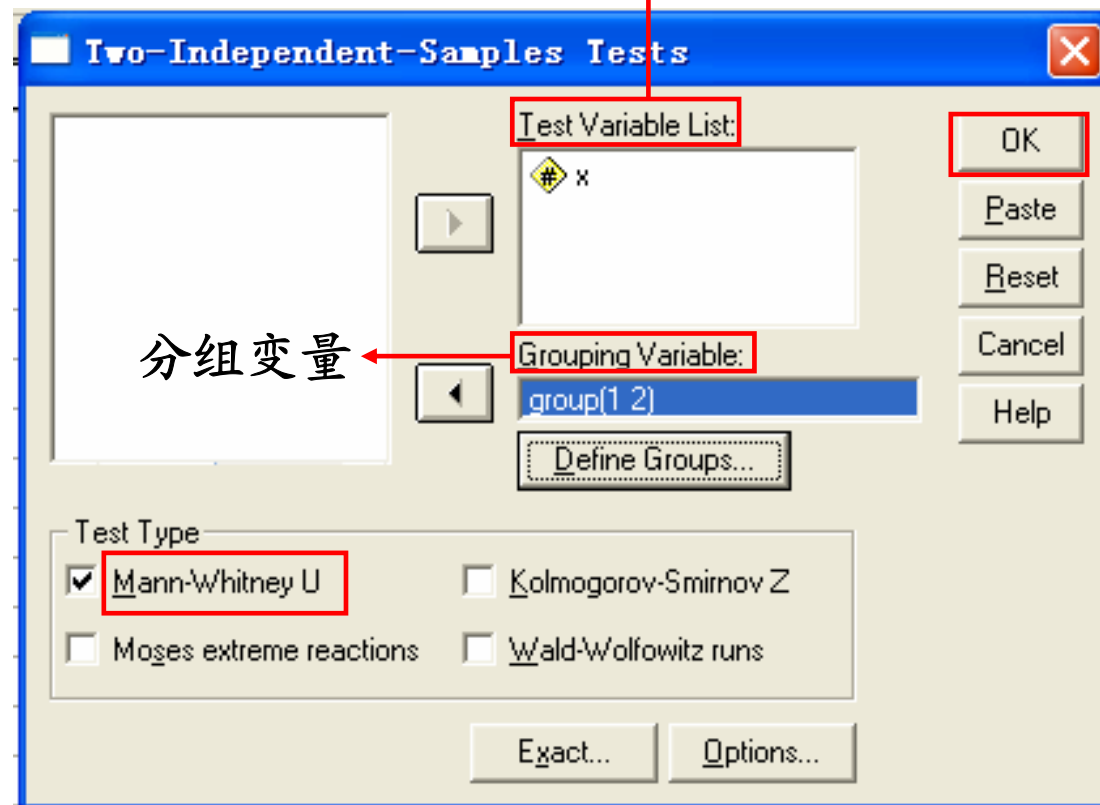 Two-Independent-Samples Tests
Test Variable List:
# x
OK
Paste
Reset
Cancel
Help
分组变量
Grouping Variable:
group(1 2)
Define Groups...
Test Type
Mann-Whitney U
Kolmogorov-Smirnov Z
Moses extreme reactions
Wald-Wolfowitz runs
Exact...
Options...